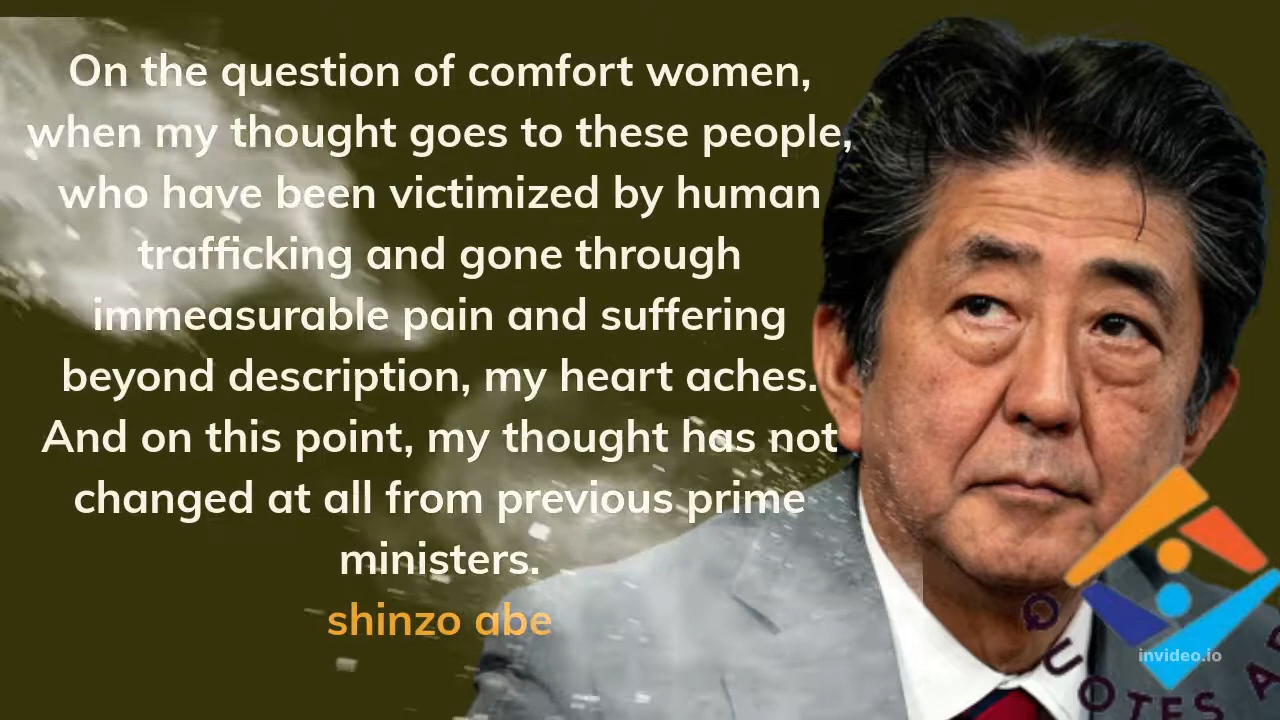 On the question of comfort women,
when my thought goes to these people,
who have been victimized by human
trafficking and gone through
immeasurable pain and suffering
beyond description, my heart aches.
And on this point, my thought has not
changed at all from previous prime
ministers.
shinzo abe
invideo.io
QUOTES